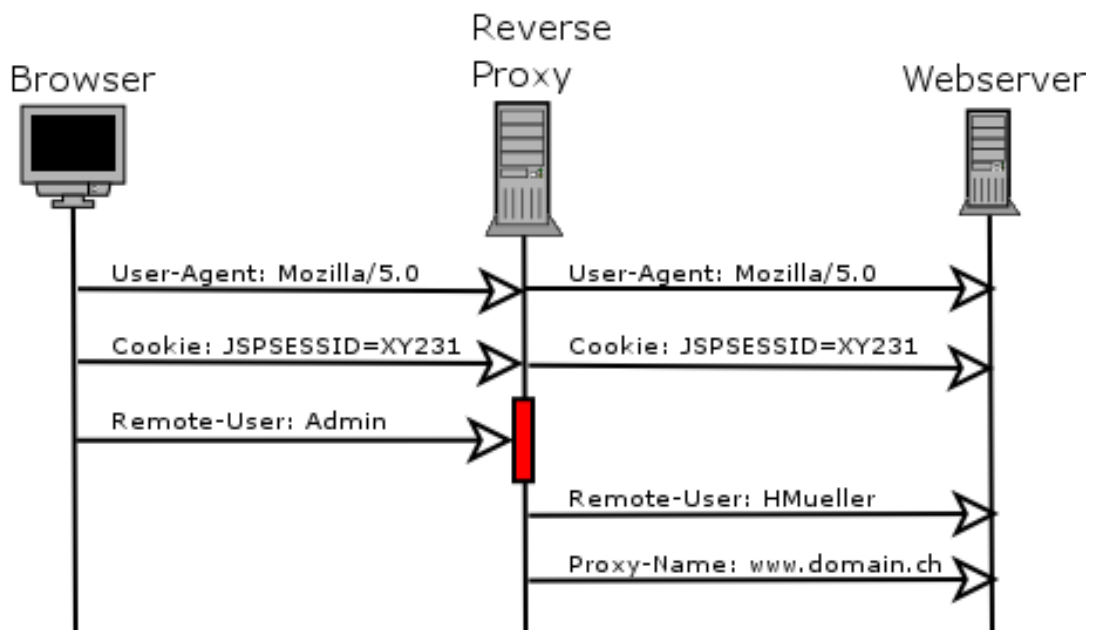 Reverse
Proxy
Browser
Webserver
User-Agent: Mozilla/5.0
User-Agent: Mozilla/5.0
Cookie: JSPSESSID=XY231
Cookie: JSPSESSID=XY231
Remote-User: Admin
Remote-User: HMueller
Proxy-Name: www.domain.ch